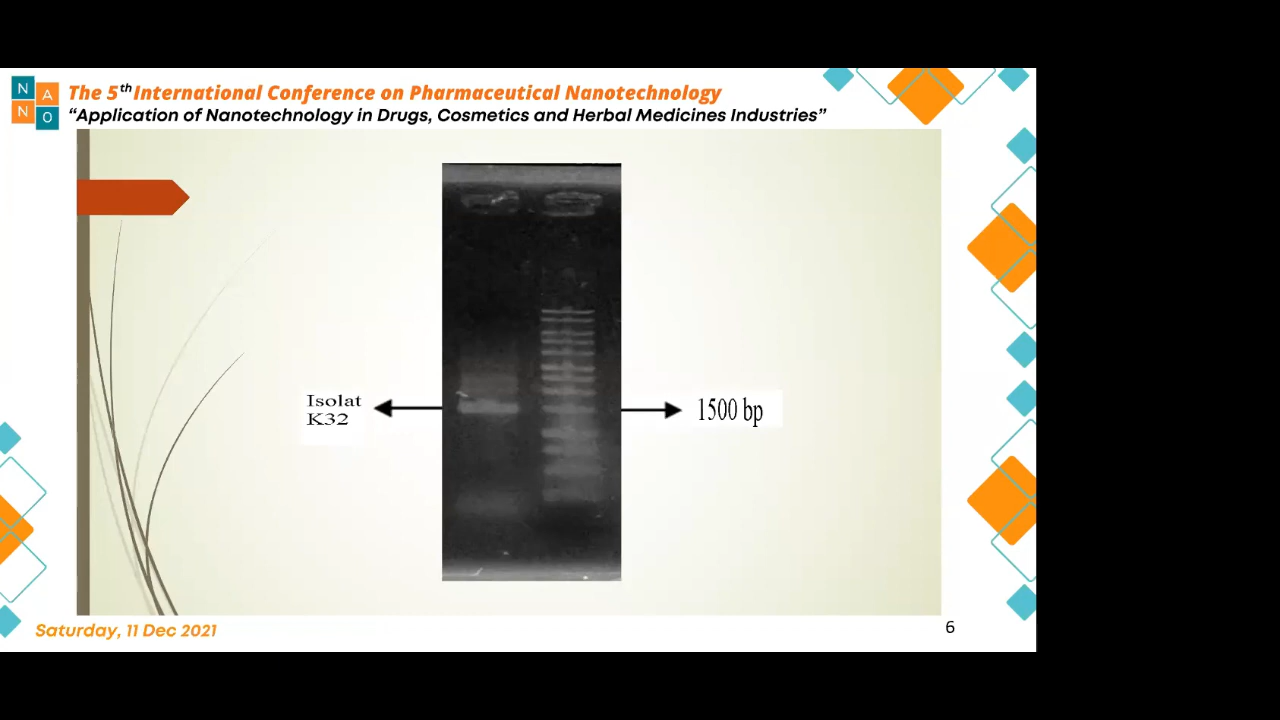 N A
N O
The 5th International Conference on Pharmaceutical Nanotechnology
“Application of Nanotechnology in Drugs, Cosmetics and Herbal Medicines Industries”
Isolat
K32
1500 bp
Saturday, 11 Dec 2021
6